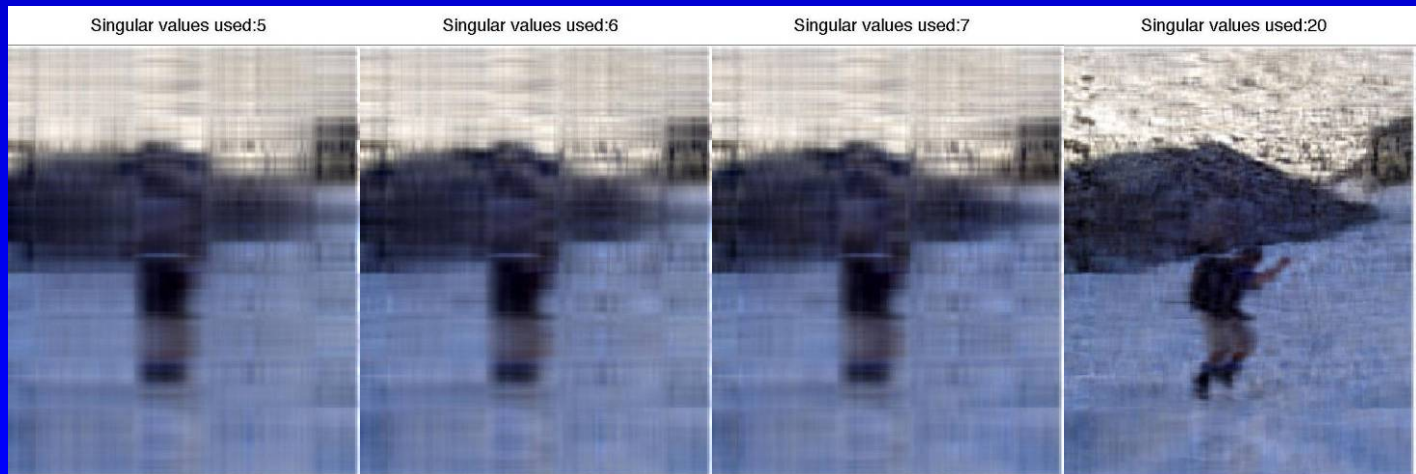 Singular values used:5
Singular values used:6
Singular values used:7
Singular values used:20